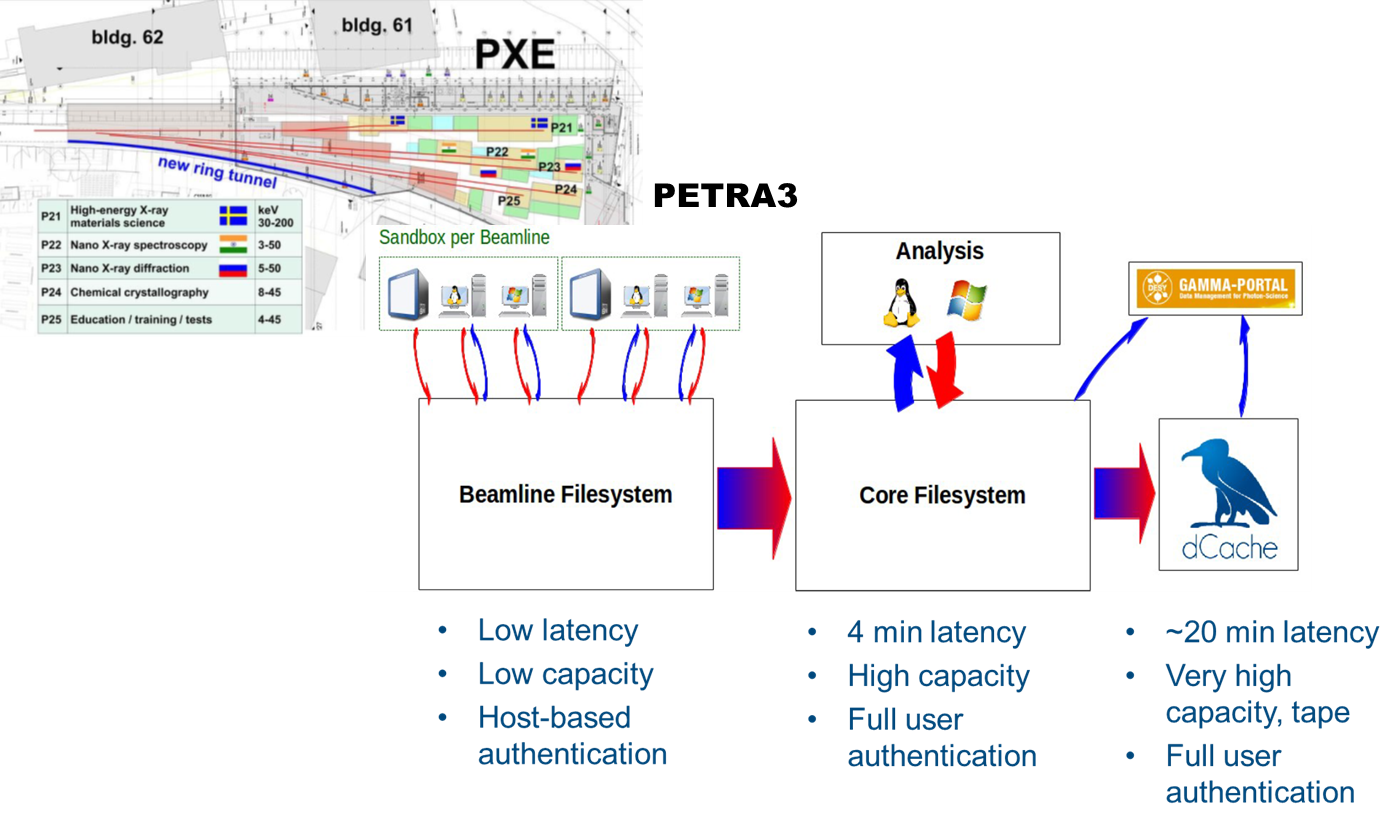 bldg. 62
bldg. 61
PXE
P21
P22
P23
P24
P25
new ring tunnel
P21 High-energy X-ray materials science keV 30-200
P22 Nano X-ray spectroscopy 3-50
P23 Nano X-ray diffraction 5-50
P24 Chemical crystallography 8-45
P25 Education / training / tests 4-45
PETRA3
Sandbox per Beamline
Analysis
DESY
GAMMA-PORTAL
Data Management for Photon-Science
Beamline Filesystem
Core Filesystem
dCache
• Low latency
• Low capacity
• Host-based
authentication
• 4 min latency
• High capacity
• Full user
authentication
• ~20 min latency
• Very high
capacity, tape
• Full user
authentication